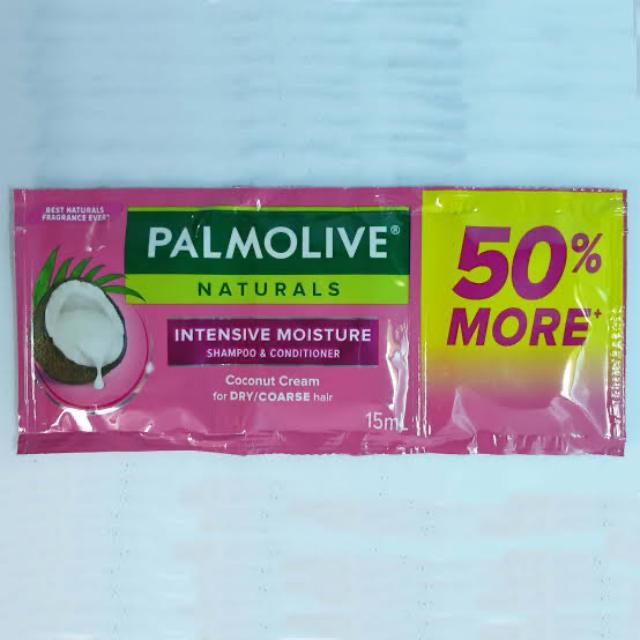 BEST NATURALS
FRAGRANCE EVER*
PALMOLIVE®
NATURALS
INTENSIVE MOISTURE
SHAMPOO & CONDITIONER
Coconut Cream
for DRY/COARSE hair
15mL
50%
MORE+